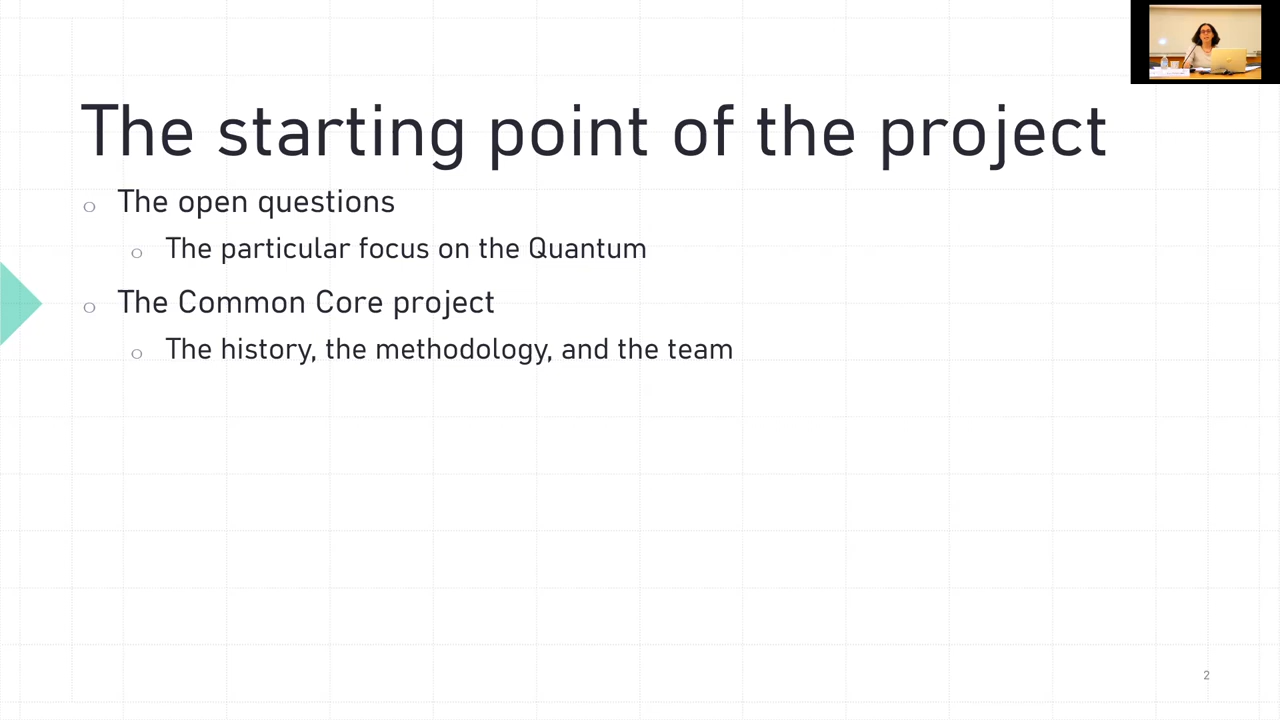 The starting point of the project
The open questions
The particular focus on the Quantum
The Common Core project
The history, the methodology, and the team
2